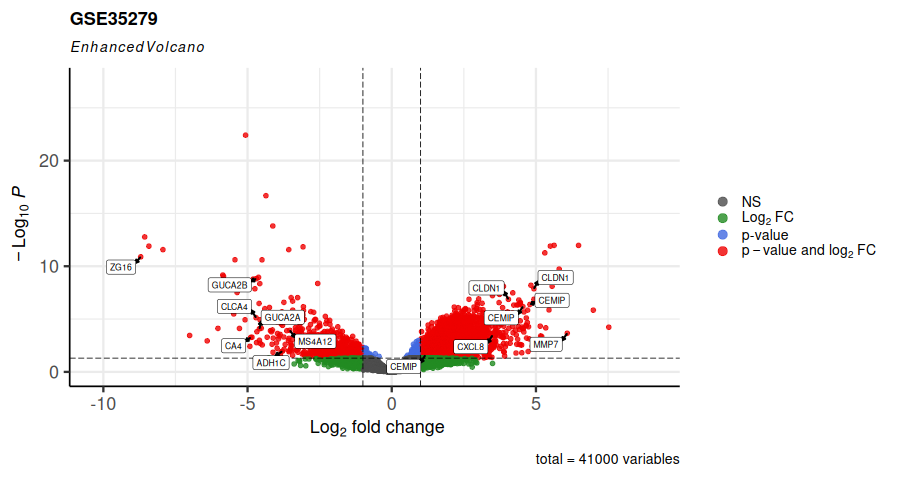 GSE35279
EnhancedVolcano
− Log10 P
20
10
0
ZG16
GUCA2B
CLCA4
GUCA2A
MS4A12
CA4
ADH1C
CLDN1
CLDN1
CEMIP
CEMIP
CXCL8
MMP7
CEMIP
-10
-5
0
5
Log2 fold change
NS
Log2 FC
p-value
p − value and log2 FC
total = 41000 variables